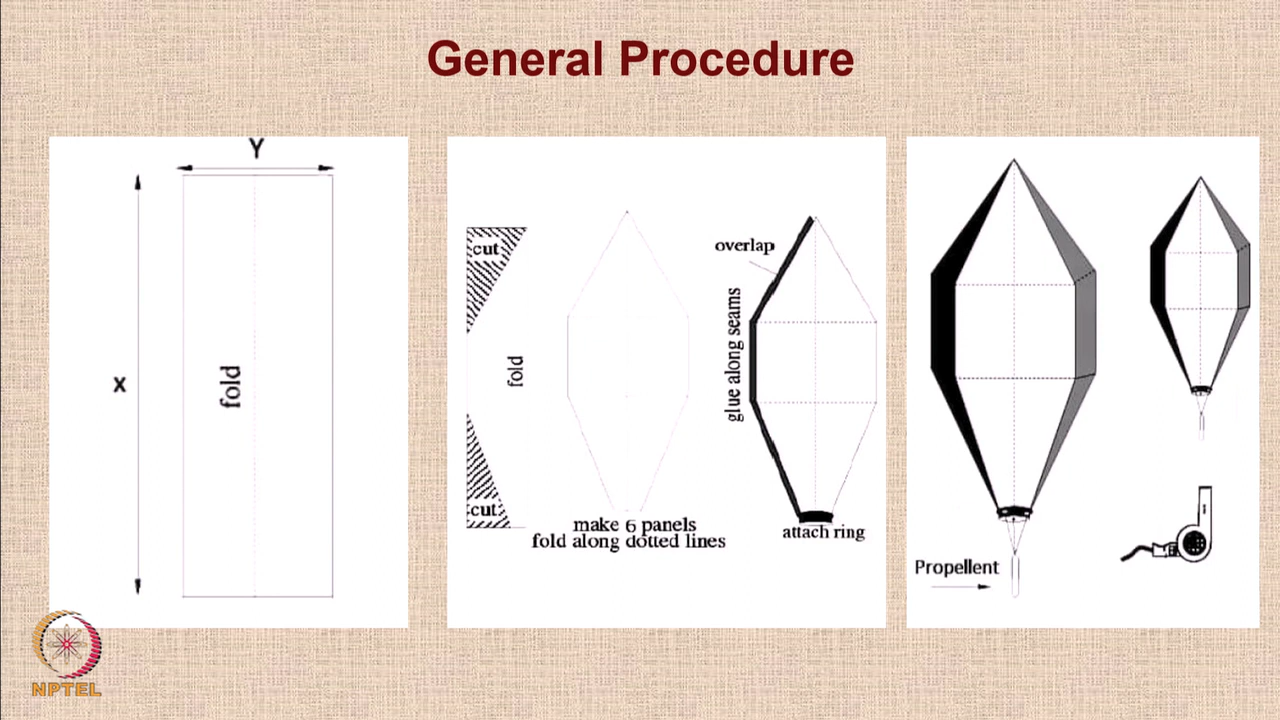 General Procedure
Y
x
fold
cut
fold
cut
make 6 panels
fold along dotted lines
overlap
glue along seams
attach ring
Propellent
NPTEL